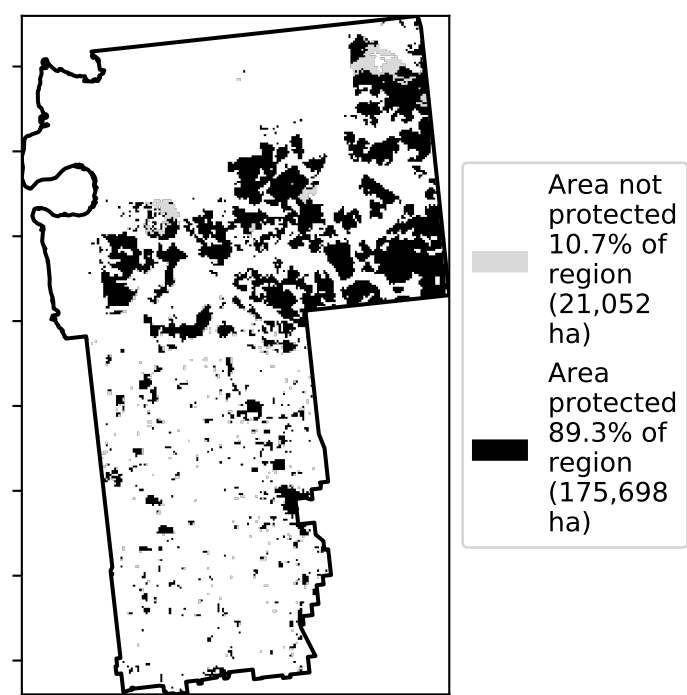 Area not
protected
10.7% of
region
(21,052
ha)
Area
protected
89.3% of
region
(175,698
ha)